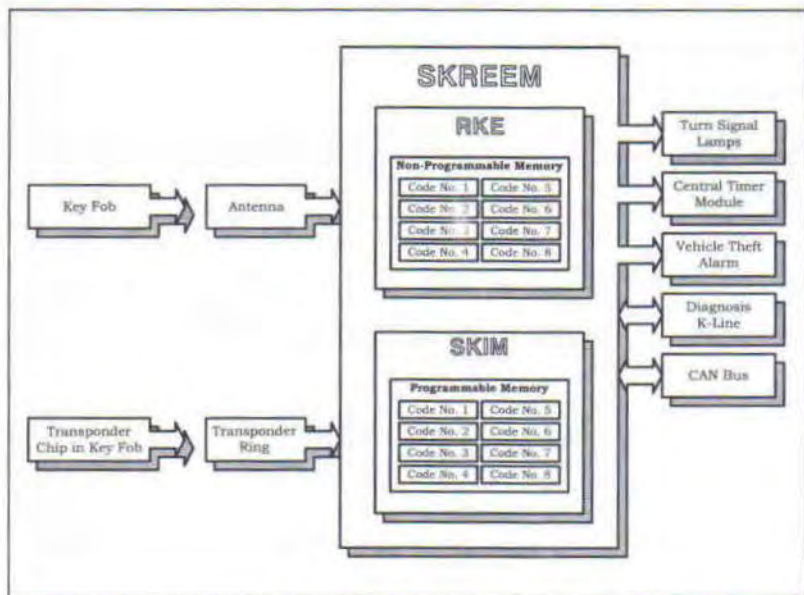 SKREEM
RKE
Non-Programmable Memory
Code No. 1 Code No. 5
Code No. 2 Code No. 6
Code No. 3 Code No. 7
Code No. 4 Code No. 8
Key Fob
Antenna
SKIM
Programmable Memory
Code No. 1 Code No. 5
Code No. 2 Code No. 6
Code No. 3 Code No. 7
Code No. 4 Code No. 8
Transponder
Chip in Key Fob
Transponder
Ring
Turn Signal
Lamps
Central Timer
Module
Vehicle Theft
Alarm
Diagnosis
K-Line
CAN Bus